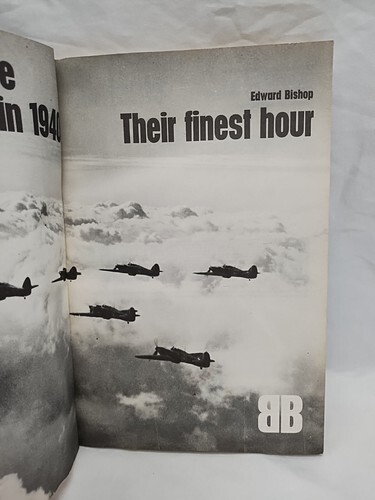 e
in 1940
Edward Bishop
Their finest hour
BB